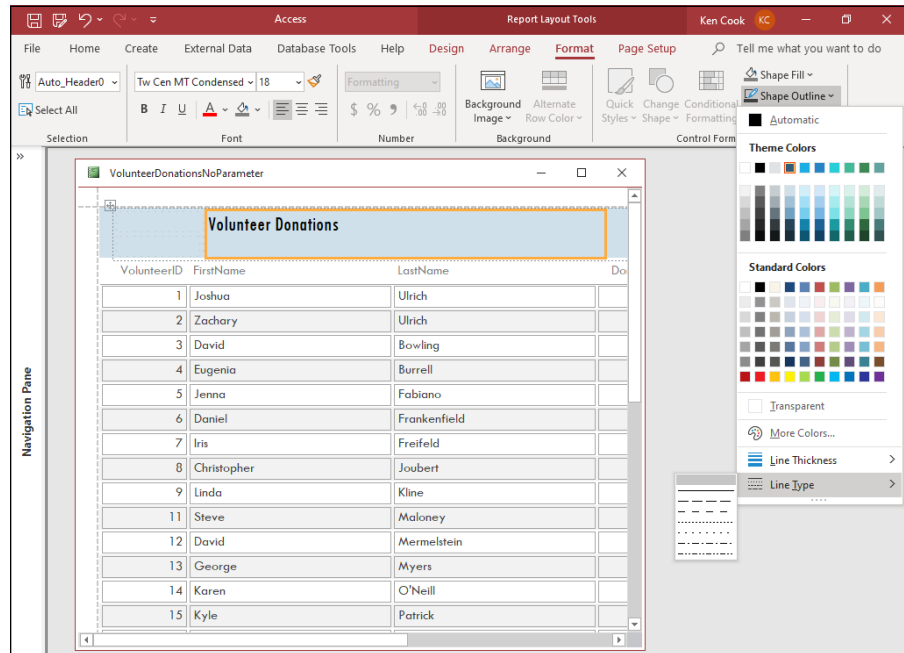 Access
Report Layout Tools
Ken Cook
KC
File Home Create External Data Database Tools Help Design Arrange Format Page Setup Tell me what you want to do
Auto_Header0
Select All
Selection
Tw Cen MT Condensed 18
B I U A
Font
Formatting
$ % 9 .00
Number
Background Image
Alternate Row Color
Background
Quick Styles
Change Shape
Conditional Formatting
Shape Fill
Shape Outline
Control Form
Automatic
Theme Colors
Standard Colors
Transparent
More Colors...
Line Thickness
Line Type
»
Navigation Pane
VolunteerDonationsNoParameter
Volunteer Donations
VolunteerID FirstName LastName Do
1 Joshua Ulrich
2 Zachary Ulrich
3 David Bowling
4 Eugenia Burrell
5 Jenna Fabiano
6 Daniel Frankenfield
7 Iris Freifeld
8 Christopher Joubert
9 Linda Kline
11 Steve Maloney
12 David Mermelstein
13 George Myers
14 Karen O'Neill
15 Kyle Patrick